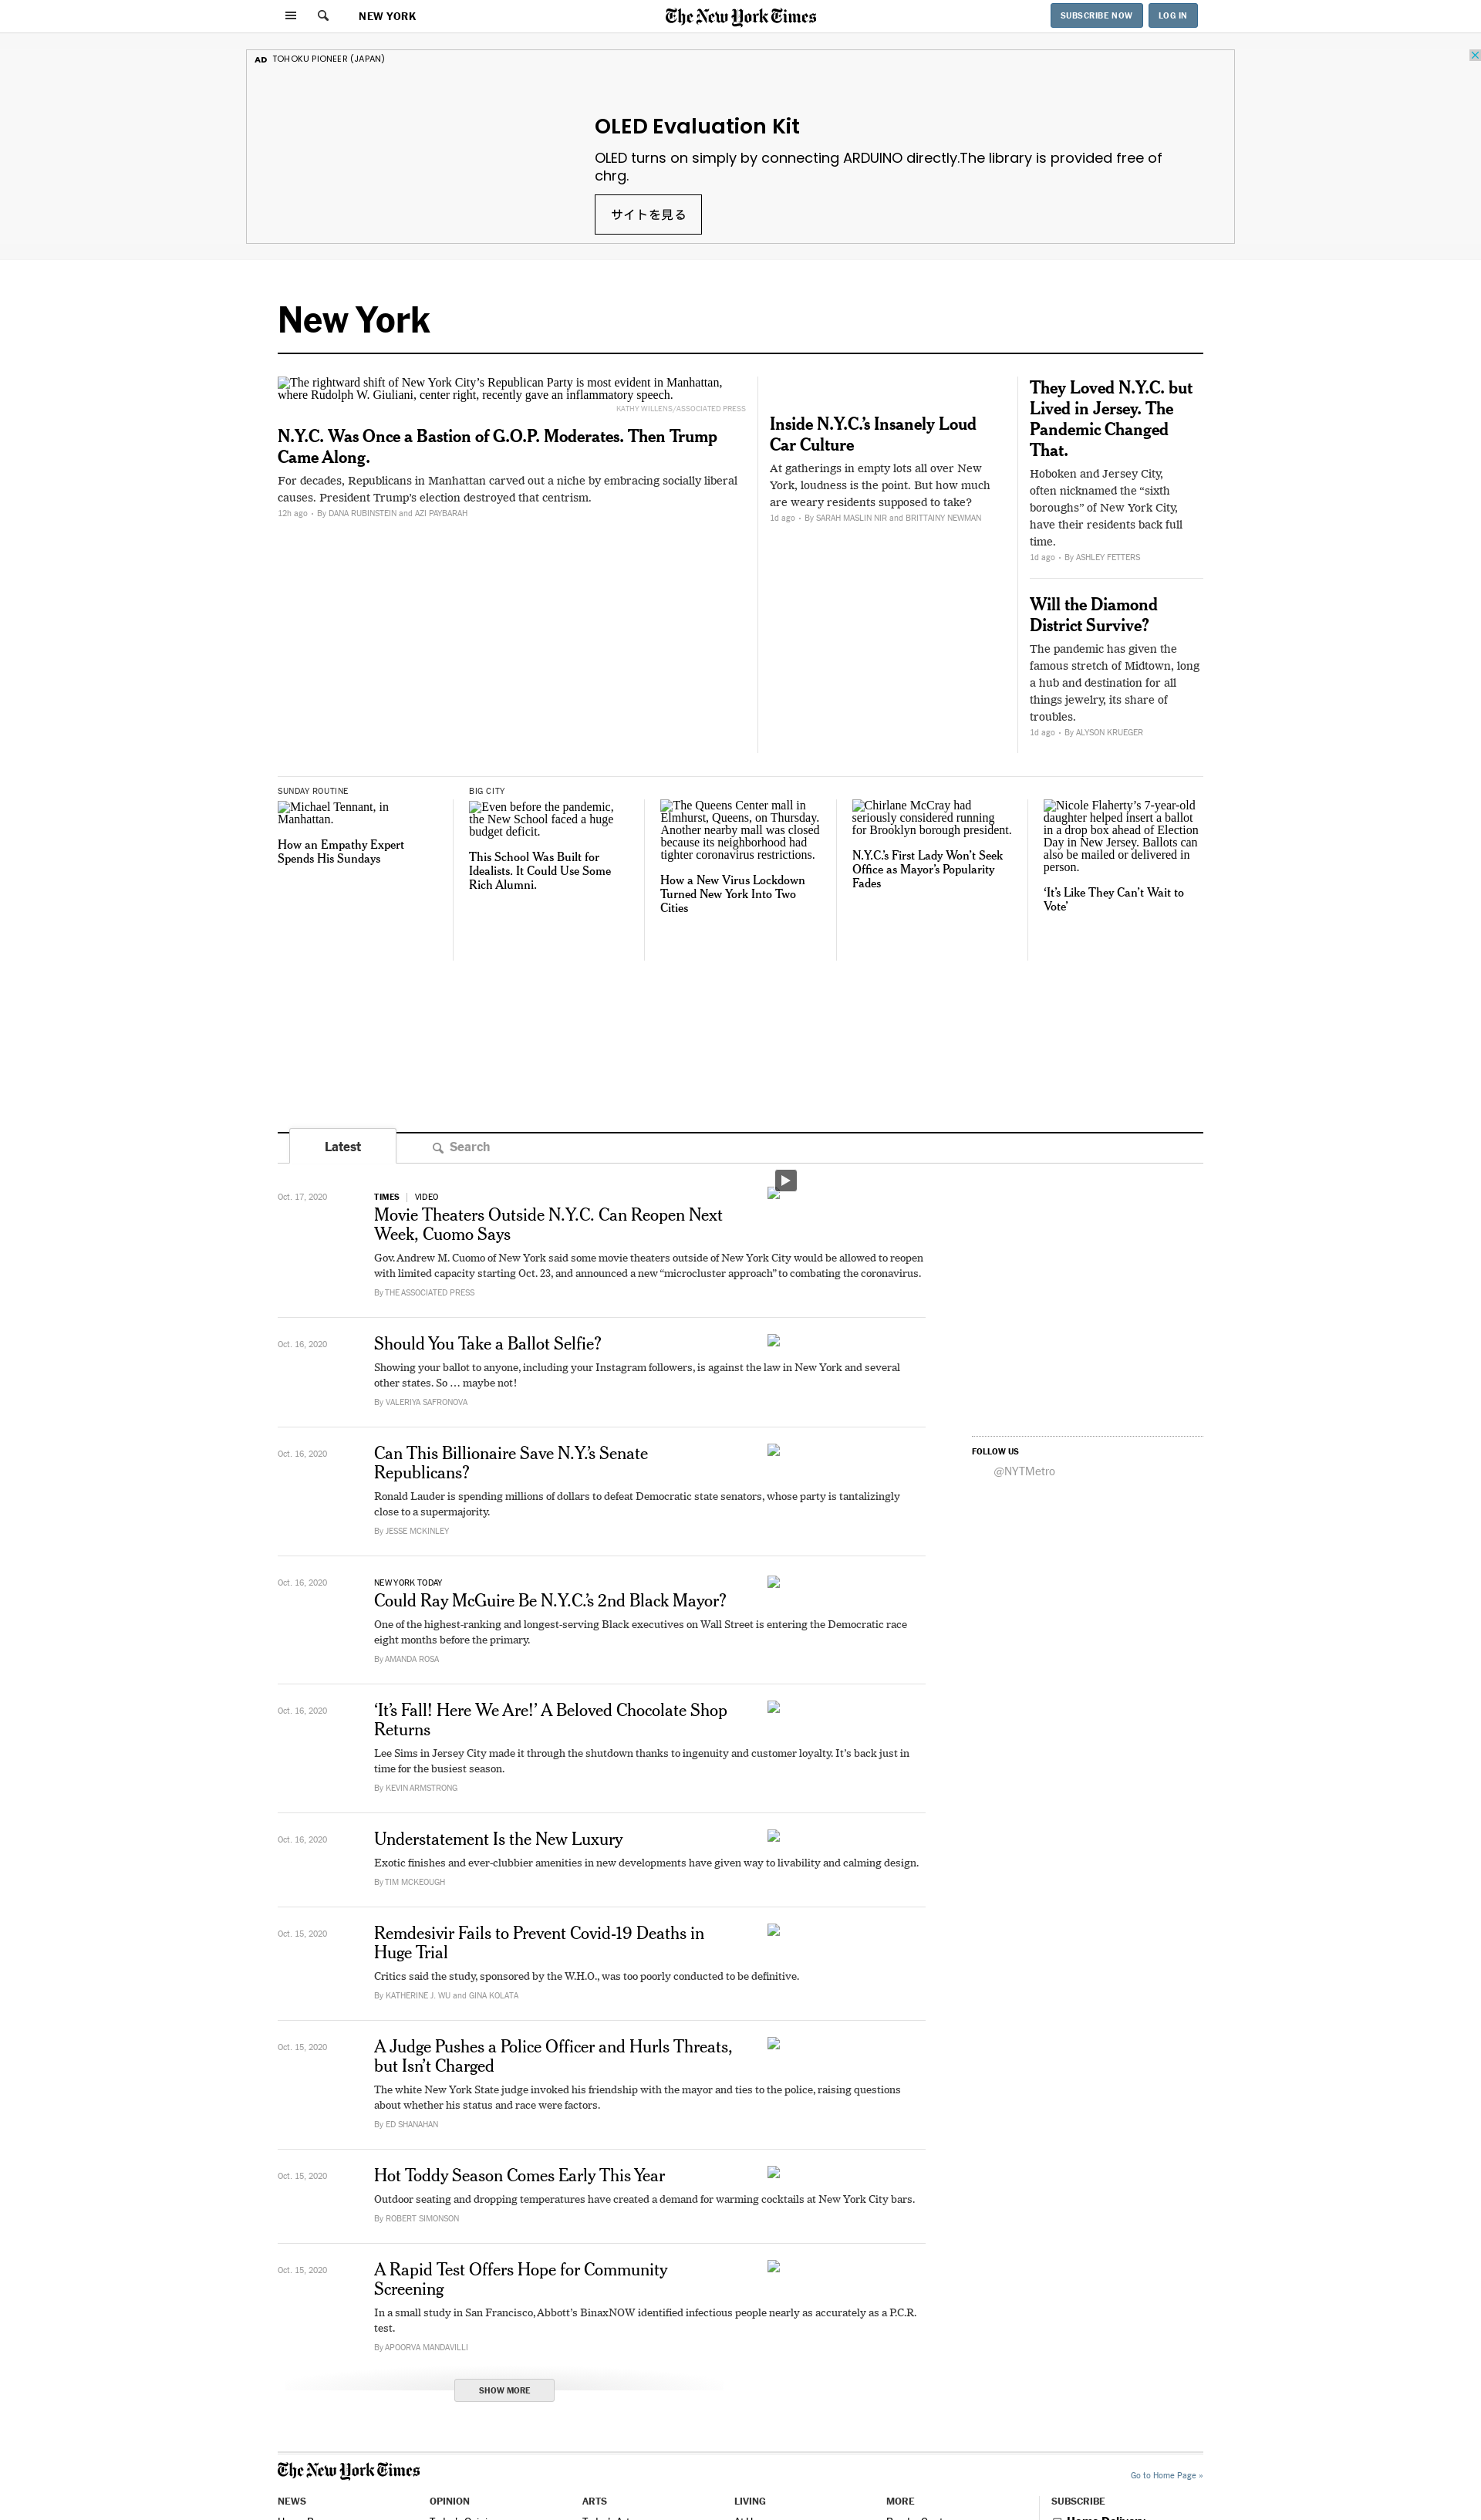 NEW YORK
The New York Times
SUBSCRIBE NOW
LOG IN
AD TOHOKU PIONEER (JAPAN)
OLED Evaluation Kit
OLED turns on simply by connecting ARDUINO directly.The library is provided free of
chrg.
サイトを見る
New York
The rightward shift of New York City’s Republican Party is most evident in Manhattan,
where Rudolph W. Giuliani, center right, recently gave an inflammatory speech.
KATHY WILLENS/ASSOCIATED PRESS
N.Y.C. Was Once a Bastion of G.O.P. Moderates. Then Trump
Came Along.
For decades, Republicans in Manhattan carved out a niche by embracing socially liberal
causes. President Trump's election destroyed that centrism.
12h ago • By DANA RUBINSTEIN and AZI PAYBARAH
Inside N.Y.C.’s Insanely Loud
Car Culture
At gatherings in empty lots all over New
York, loudness is the point. But how much
are weary residents supposed to take?
1d ago • By SARAH MASLIN NIR and BRITTAINY NEWMAN
They Loved N.Y.C. but
Lived in Jersey. The
Pandemic Changed
That.
Hoboken and Jersey City,
often nicknamed the “sixth
boroughs” of New York City,
have their residents back full
time.
1d ago • By ASHLEY FETTERS
Will the Diamond
District Survive?
The pandemic has given the
famous stretch of Midtown, long
a hub and destination for all
things jewelry, its share of
troubles.
1d ago • By ALYSON KRUEGER
SUNDAY ROUTINE
Michael Tennant, in
Manhattan.
How an Empathy Expert
Spends His Sundays
BIG CITY
Even before the pandemic,
the New School faced a huge
budget deficit.
This School Was Built for
Idealists. It Could Use Some
Rich Alumni.
The Queens Center mall in
Elmhurst, Queens, on Thursday.
Another nearby mall was closed
because its neighborhood had
tighter coronavirus restrictions.
How a New Virus Lockdown
Turned New York Into Two
Cities
Chirlane McCray had
seriously considered running
for Brooklyn borough president.
N.Y.C.’s First Lady Won’t Seek
Office as Mayor’s Popularity
Fades
Nicole Flaherty’s 7-year-old
daughter helped insert a ballot
in a drop box ahead of Election
Day in New Jersey. Ballots can
also be mailed or delivered in
person.
‘It’s Like They Can’t Wait to
Vote’
Latest
Search
Oct. 17, 2020
TIMES | VIDEO
Movie Theaters Outside N.Y.C. Can Reopen Next
Week, Cuomo Says
Gov. Andrew M. Cuomo of New York said some movie theaters outside of New York City would be allowed to reopen
with limited capacity starting Oct. 23, and announced a new “microcluster approach” to combating the coronavirus.
By THE ASSOCIATED PRESS
Oct. 16, 2020
Should You Take a Ballot Selfie?
Showing your ballot to anyone, including your Instagram followers, is against the law in New York and several
other states. So … maybe not!
By VALERIYA SAFRONOVA
Oct. 16, 2020
Can This Billionaire Save N.Y.’s Senate
Republicans?
Ronald Lauder is spending millions of dollars to defeat Democratic state senators, whose party is tantalizingly
close to a supermajority.
By JESSE MCKINLEY
FOLLOW US
@NYTMetro
Oct. 16, 2020
NEW YORK TODAY
Could Ray McGuire Be N.Y.C.’s 2nd Black Mayor?
One of the highest-ranking and longest-serving Black executives on Wall Street is entering the Democratic race
eight months before the primary.
By AMANDA ROSA
Oct. 16, 2020
‘It’s Fall! Here We Are!’ A Beloved Chocolate Shop
Returns
Lee Sims in Jersey City made it through the shutdown thanks to ingenuity and customer loyalty. It’s back just in
time for the busiest season.
By KEVIN ARMSTRONG
Oct. 16, 2020
Understatement Is the New Luxury
Exotic finishes and ever-clubbier amenities in new developments have given way to livability and calming design.
By TIM MCKEOUGH
Oct. 15, 2020
Remdesivir Fails to Prevent Covid-19 Deaths in
Huge Trial
Critics said the study, sponsored by the W.H.O., was too poorly conducted to be definitive.
By KATHERINE J. WU and GINA KOLATA
Oct. 15, 2020
A Judge Pushes a Police Officer and Hurls Threats,
but Isn’t Charged
The white New York State judge invoked his friendship with the mayor and ties to the police, raising questions
about whether his status and race were factors.
By ED SHANAHAN
Oct. 15, 2020
Hot Toddy Season Comes Early This Year
Outdoor seating and dropping temperatures have created a demand for warming cocktails at New York City bars.
By ROBERT SIMONSON
Oct. 15, 2020
A Rapid Test Offers Hope for Community
Screening
In a small study in San Francisco, Abbott’s BinaxNOW identified infectious people nearly as accurately as a P.C.R.
test.
By APOORVA MANDAVILLI
SHOW MORE
The New York Times
Go to Home Page »
NEWS
OPINION
ARTS
LIVING
MORE
SUBSCRIBE